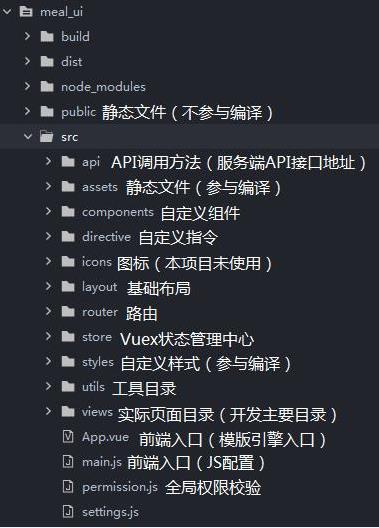 meal_ui
build
dist
node_modules
public 静态文件（不参与编译）
src
api API调用方法（服务端API接口地址）
assets 静态文件（参与编译）
components 自定义组件
directive 自定义指令
icons 图标（本项目未使用）
layout 基础布局
router 路由
store Vuex状态管理中心
styles 自定义样式（参与编译）
utils 工具目录
views 实际页面目录（开发主要目录）
App.vue 前端入口（模版引擎入口）
main.js 前端入口（JS配置）
permission.js 全局权限校验
settings.js